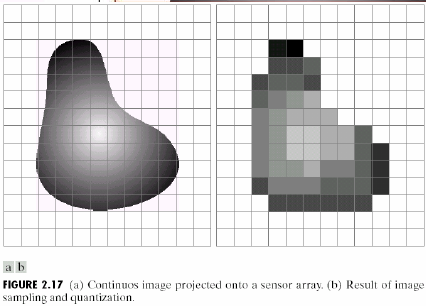 a b
FIGURE 2.17 (a) Continuos image projected onto a sensor array. (b) Result of image
sampling and quantization.